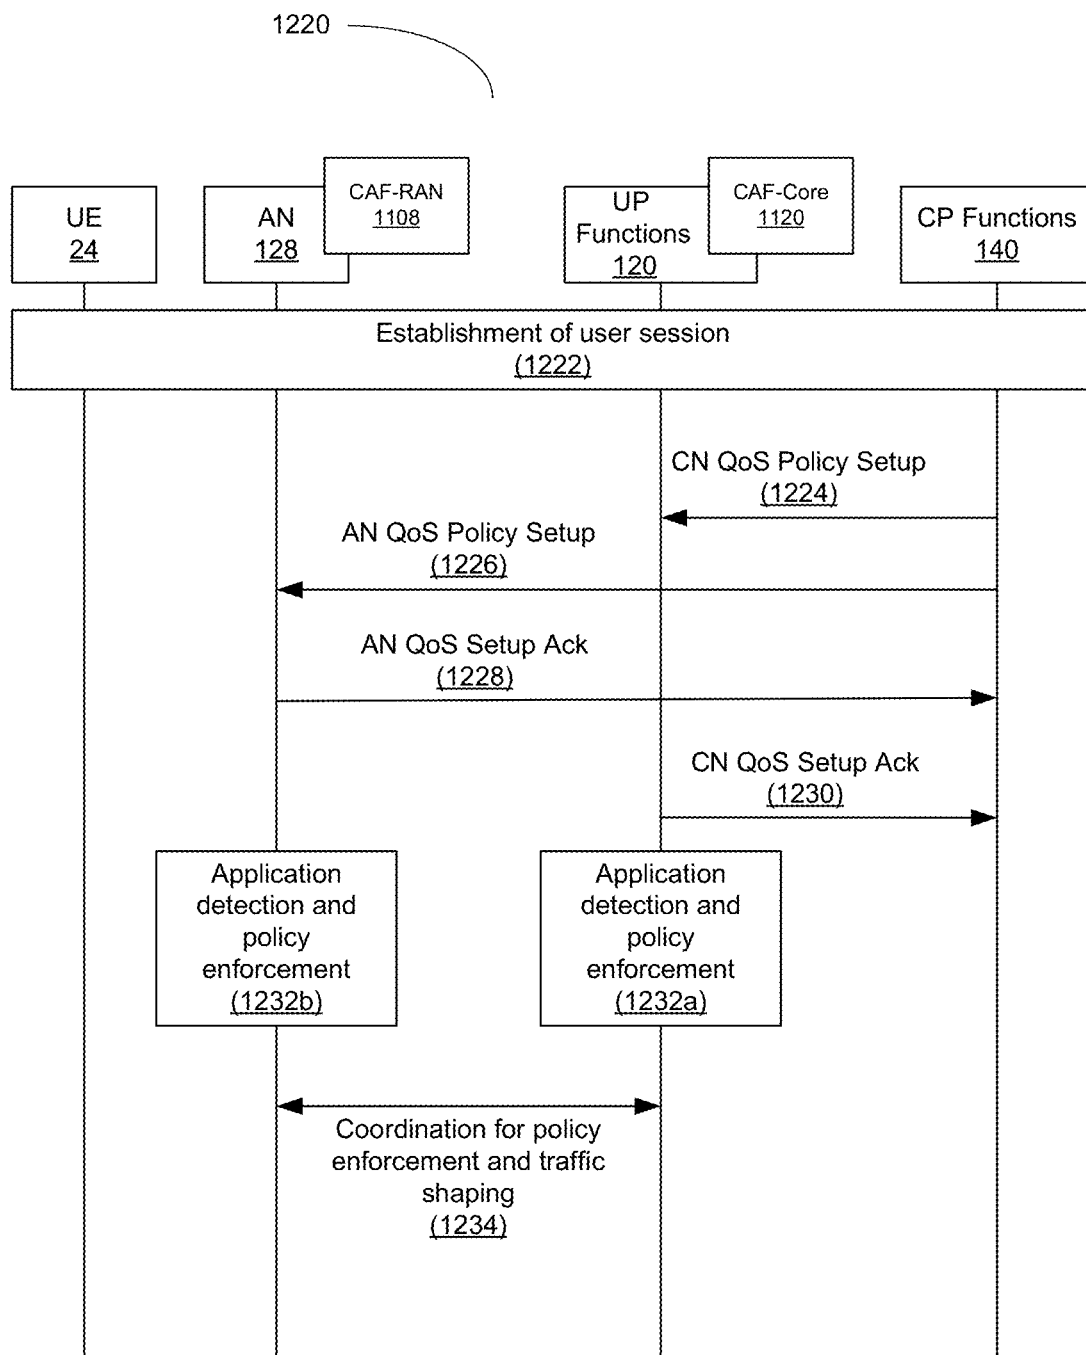 1220
UE
24
AN
128
CAF-RAN
1108
UP
Functions
120
CAF-Core
1120
CP Functions
140
Establishment of user session
(1222)
CN QoS Policy Setup
(1224)
AN QoS Policy Setup
(1226)
AN QoS Setup Ack
(1228)
CN QoS Setup Ack
(1230)
Application
detection and
policy
enforcement
(1232b)
Application
detection and
policy
enforcement
(1232a)
Coordination for policy
enforcement and traffic
shaping
(1234)